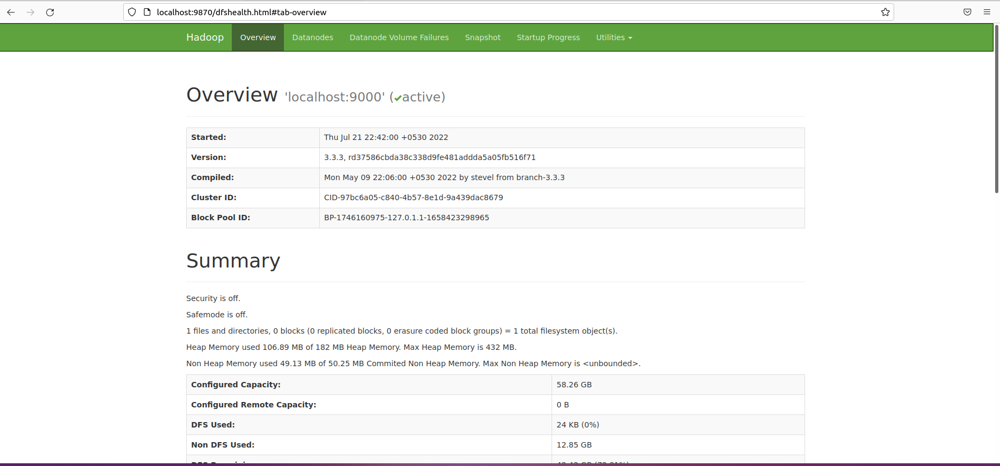 localhost:9870/dfshealth.html#tab-overview
Hadoop Overview Datanodes Datanode Volume Failures Snapshot Startup Progress Utilities
Overview 'localhost:9000' (✔active)
Started: Thu Jul 21 22:42:00 +0530 2022
Version: 3.3.3, rd37586cbda38c338d9fe481addda5a05fb516f71
Compiled: Mon May 09 22:06:00 +0530 2022 by stevel from branch-3.3.3
Cluster ID: CID-97bc6a05-c840-4b57-8e1d-9a439dac8679
Block Pool ID: BP-1746160975-127.0.1.1-1658423298965
Summary
Security is off.
Safemode is off.
1 files and directories, 0 blocks (0 replicated blocks, 0 erasure coded block groups) = 1 total filesystem object(s).
Heap Memory used 106.89 MB of 182 MB Heap Memory. Max Heap Memory is 432 MB.
Non Heap Memory used 49.13 MB of 50.25 MB Commited Non Heap Memory. Max Non Heap Memory is <unbounded>.
Configured Capacity: 58.26 GB
Configured Remote Capacity: 0 B
DFS Used: 24 KB (0%)
Non DFS Used: 12.85 GB